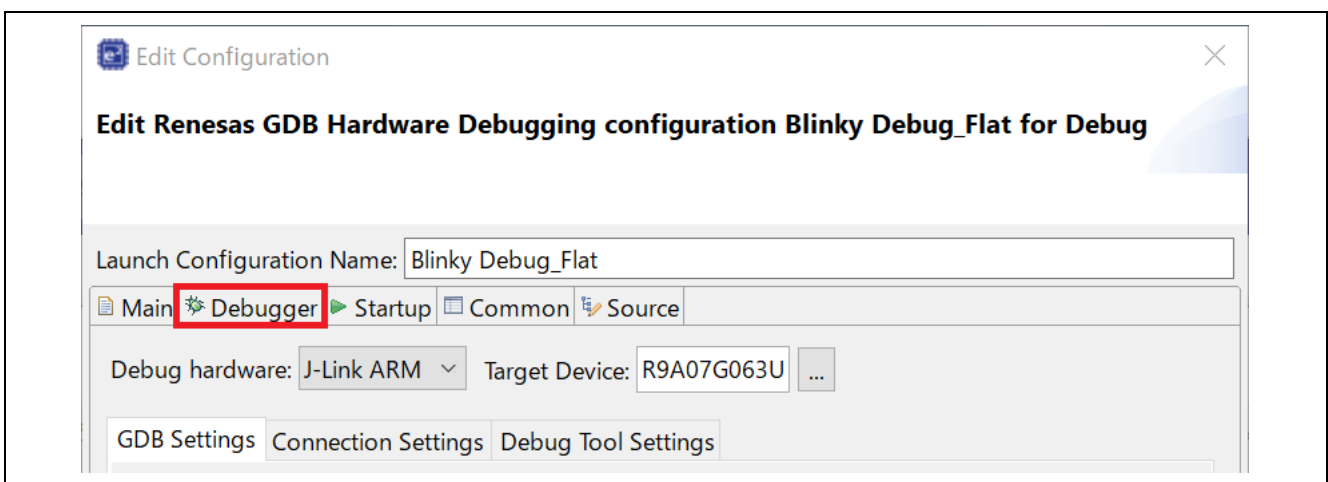 Edit Configuration
Edit Renesas GDB Hardware Debugging configuration Blinky Debug_Flat for Debug
Launch Configuration Name: Blinky Debug_Flat
Main Debugger Startup Common Source
Debug hardware: J-Link ARM Target Device: R9A07G063U ...
GDB Settings Connection Settings Debug Tool Settings